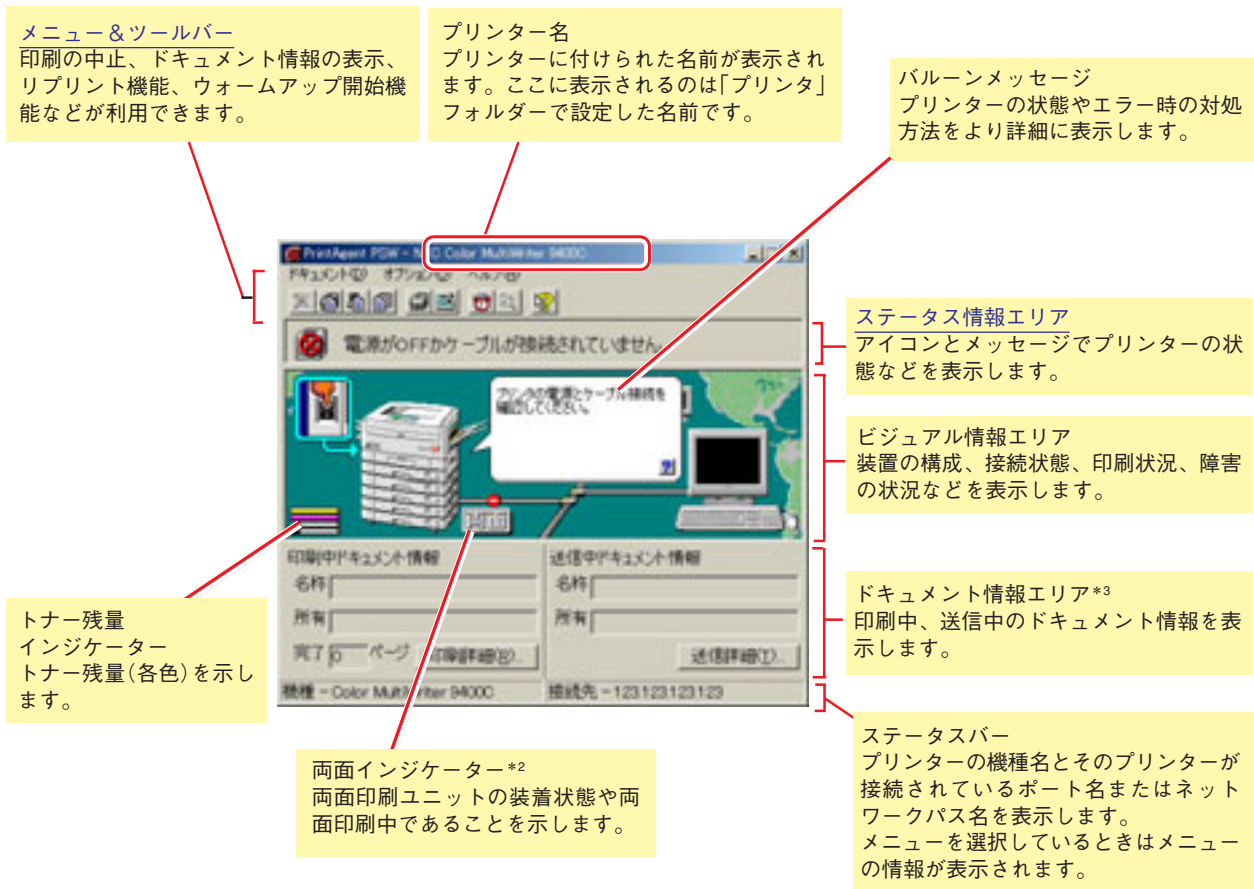 メニュー&ツールバー
印刷の中止、ドキュメント情報の表示、
リプリント機能、ウォームアップ開始機
能などが利用できます。
プリンター名
プリンターに付けられた名前が表示され
ます。ここに表示されるのは「プリンタ」
フォルダーで設定した名前です。
バルーンメッセージ
プリンターの状態やエラー時の対処
方法をより詳細に表示します。
PrintAgent PSW - NEC Color MultiWriter 9400C
ドキュメント(D) オプション(O) ヘルプ(H)
電源がOFFかケーブルが接続されていません
ステータス情報エリア
アイコンとメッセージでプリンターの状
態などを表示します。
プリンタの電源とケーブル接続を
確認してください。
ビジュアル情報エリア
装置の構成、接続状態、印刷状況、障害
の状況などを表示します。
印刷中ドキュメント情報
送信中ドキュメント情報
名称
名称
所有
所有
完了 0 ページ 印刷詳細(R)...
送信詳細(T)...
機種 - Color MultiWriter 9400C
接続先 - 123.123.123.123
ドキュメント情報エリア*3
印刷中、送信中のドキュメント情報を表
示します。
トナー残量
インジケーター
トナー残量(各色)を示し
ます。
両面インジケーター*2
両面印刷ユニットの装着状態や両
面印刷中であることを示します。
ステータスバー
プリンターの機種名とそのプリンターが
接続されているポート名またはネット
ワークパス名を表示します。
メニューを選択しているときはメニュー
の情報が表示されます。